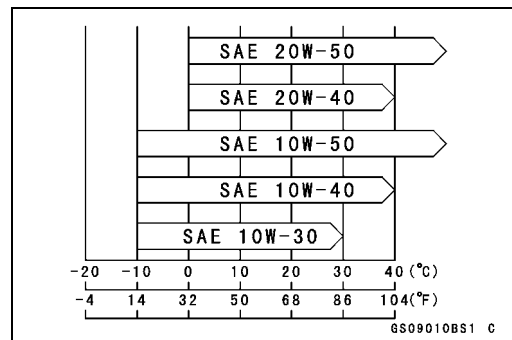 SAE 20W-50
SAE 20W-40
SAE 10W-50
SAE 10W-40
SAE 10W-30
-20 -10 0 10 20 30 40 (°C)
-4 14 32 50 68 86 104(°F)
GS09010BS1 C